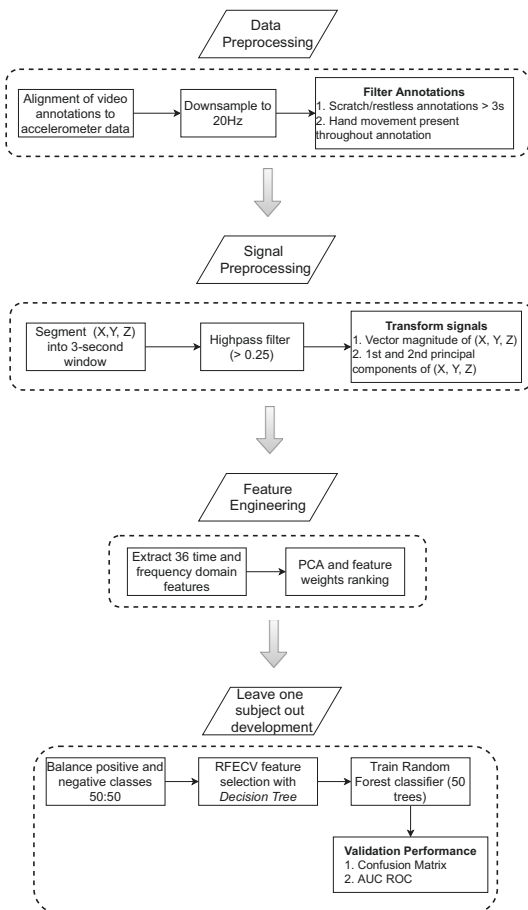 Data
Preprocessing
Alignment of video
annotations to
accelerometer data
Downsample to
20Hz
Filter Annotations
1. Scratch/restless annotations > 3s
2. Hand movement present
throughout annotation
Signal
Preprocessing
Segment (X,Y, Z)
into 3-second
window
Highpass filter
(> 0.25)
Transform signals
1. Vector magnitude of (X, Y, Z)
2. 1st and 2nd principal
components of (X, Y, Z)
Feature
Engineering
Extract 36 time and
frequency domain
features
PCA and feature
weights ranking
Leave one
subject out
development
Balance positive and
negative classes
50:50
RFECV feature
selection with
Decision Tree
Train Random
Forest classifier (50
trees)
Validation Performance
1. Confusion Matrix
2. AUC ROC